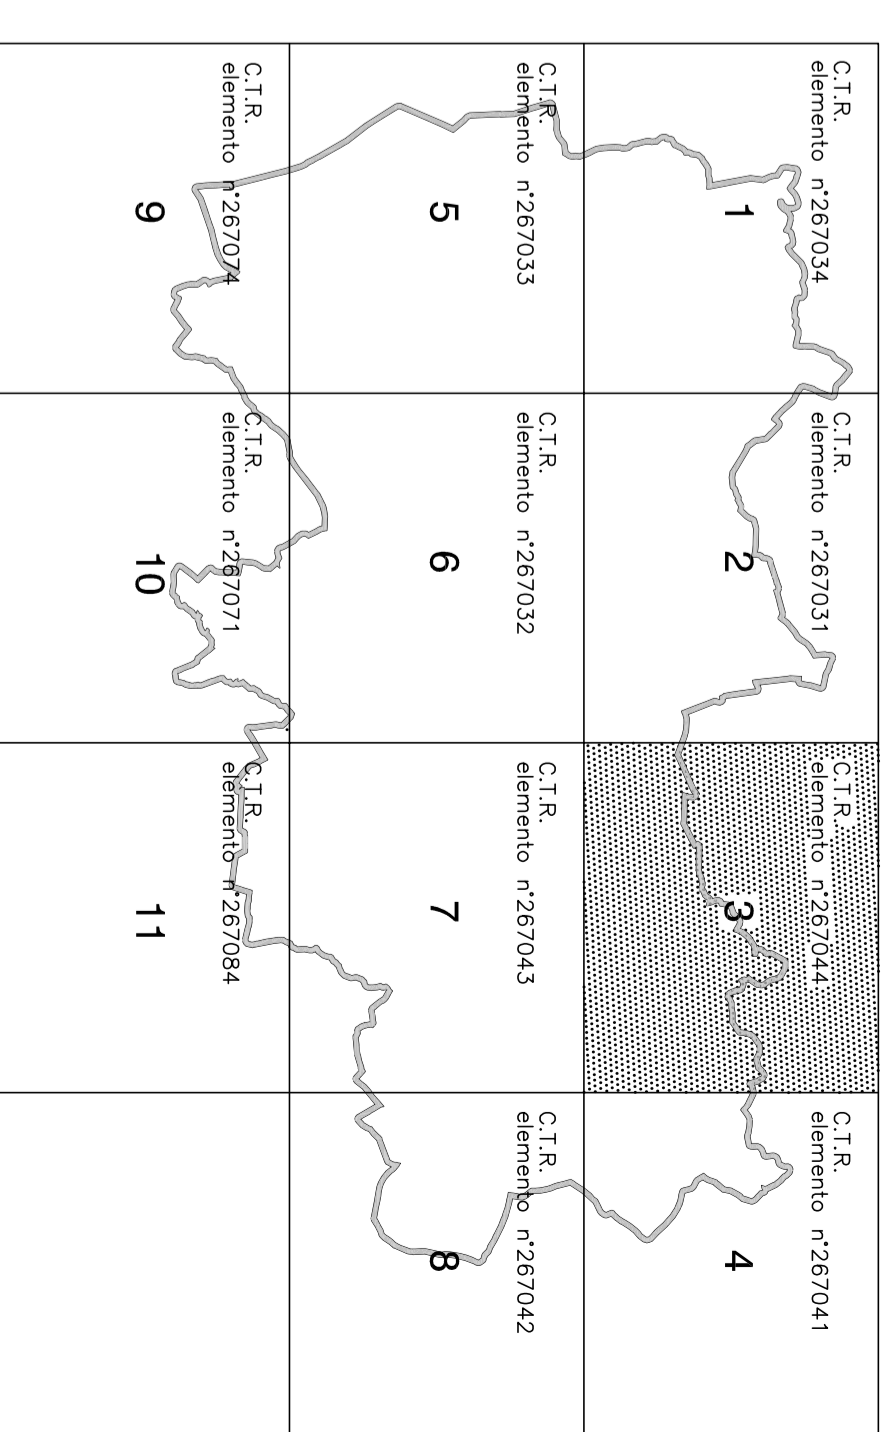 C.T.R.
elemento n°267034
1
C.T.R.
elemento n°267031
2
C.T.R.
elemento n°267044
3
C.T.R.
elemento n°267041
4
C.T.R.
elemento n°267033
5
C.T.R.
elemento n°267032
6
C.T.R.
elemento n°267043
7
C.T.R.
elemento n°267042
8
C.T.R.
elemento n°267074
9
C.T.R.
elemento n°267071
10
C.T.R.
elemento n°267084
11